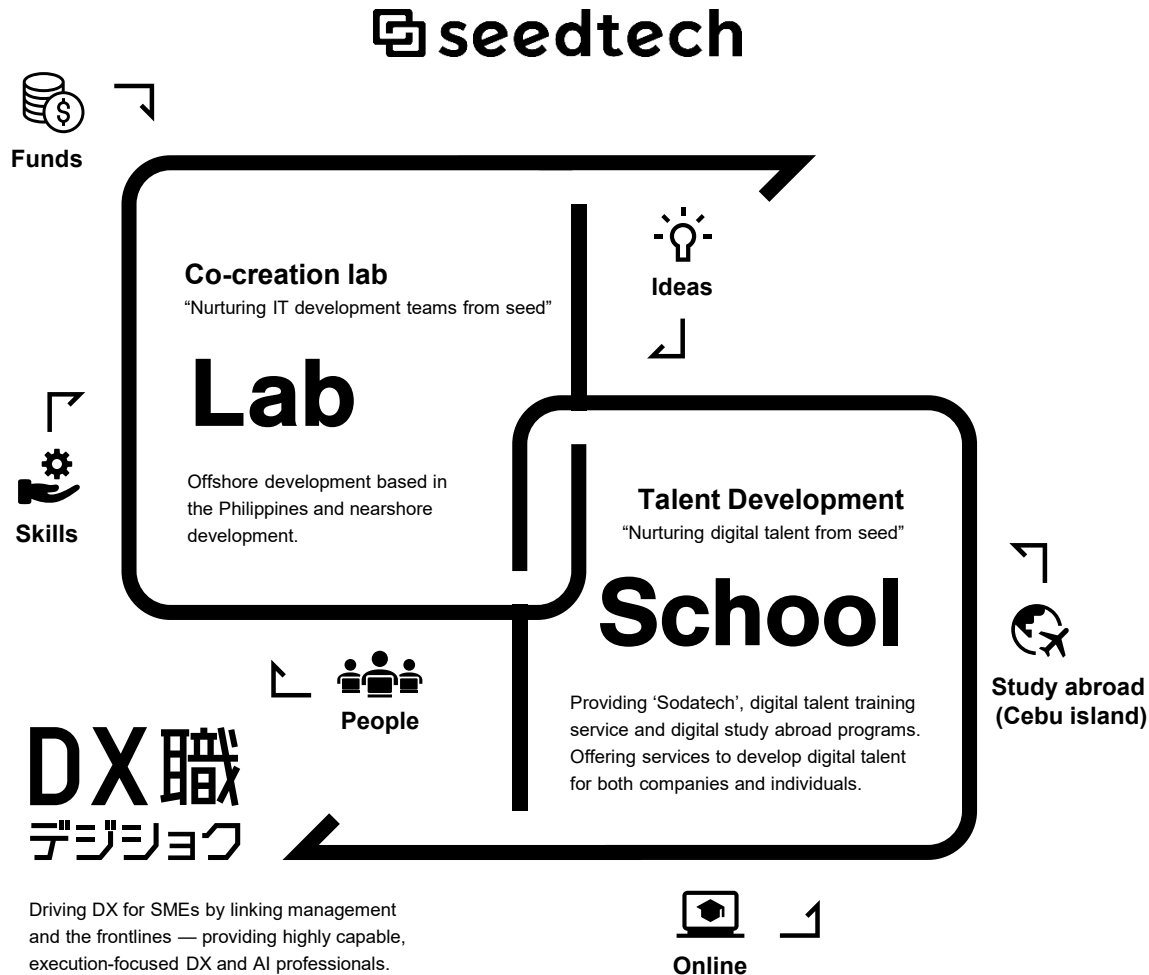 seedtech
Funds
Ideas
Co-creation lab
“Nurturing IT development teams from seed”
Lab
Offshore development based in
the Philippines and nearshore
development.
Skills
Talent Development
“Nurturing digital talent from seed”
School
Providing ‘Sodatech’, digital talent training
service and digital study abroad programs.
Offering services to develop digital talent
for both companies and individuals.
Study abroad
(Cebu island)
People
DX職
デジショク
Driving DX for SMEs by linking management
and the frontlines — providing highly capable,
execution-focused DX and AI professionals.
Online